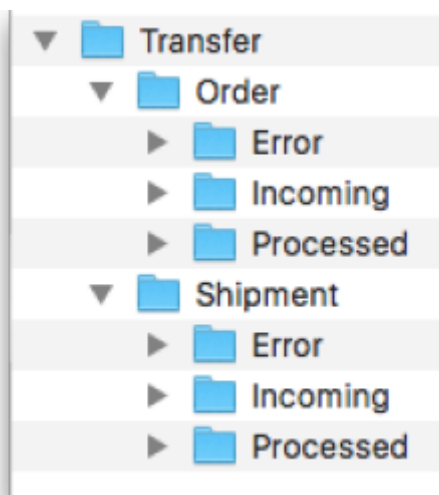 Transfer
Order
Error
Incoming
Processed
Shipment
Error
Incoming
Processed